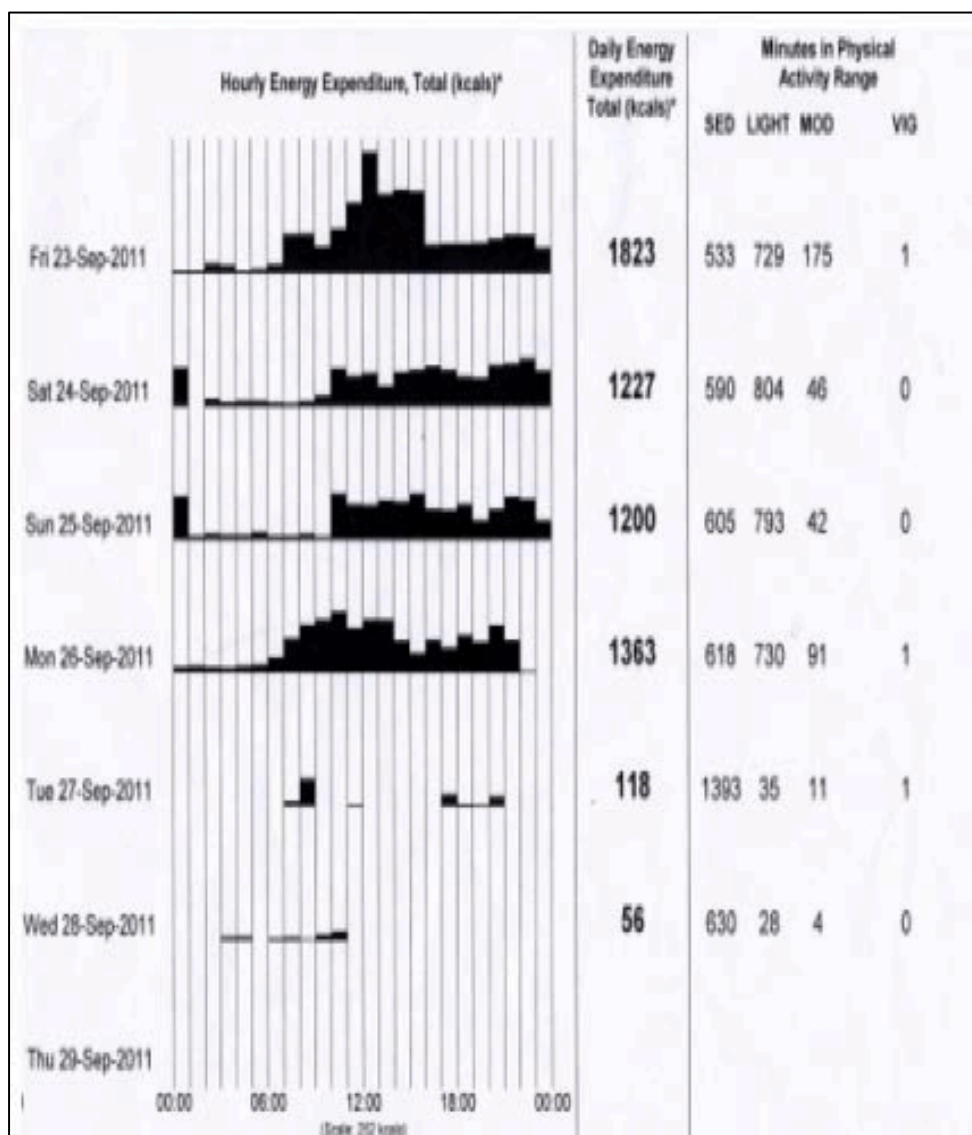 Hourly Energy Expenditure, Total (kcals)*
Daily Energy
Expenditure
Total (kcals)*
Minutes in Physical
Activity Range
SED LIGHT MOD VIG
Fri 23-Sep-2011 1823 533 729 175 1
Sat 24-Sep-2011 1227 590 804 46 0
Sun 25-Sep-2011 1200 605 793 42 0
Mon 26-Sep-2011 1363 618 730 91 1
Tue 27-Sep-2011 118 1393 35 11 1
Wed 28-Sep-2011 56 630 28 4 0
Thu 29-Sep-2011
00:00 06:00 12:00 18:00 00:00
(Scale: 252 kcals)